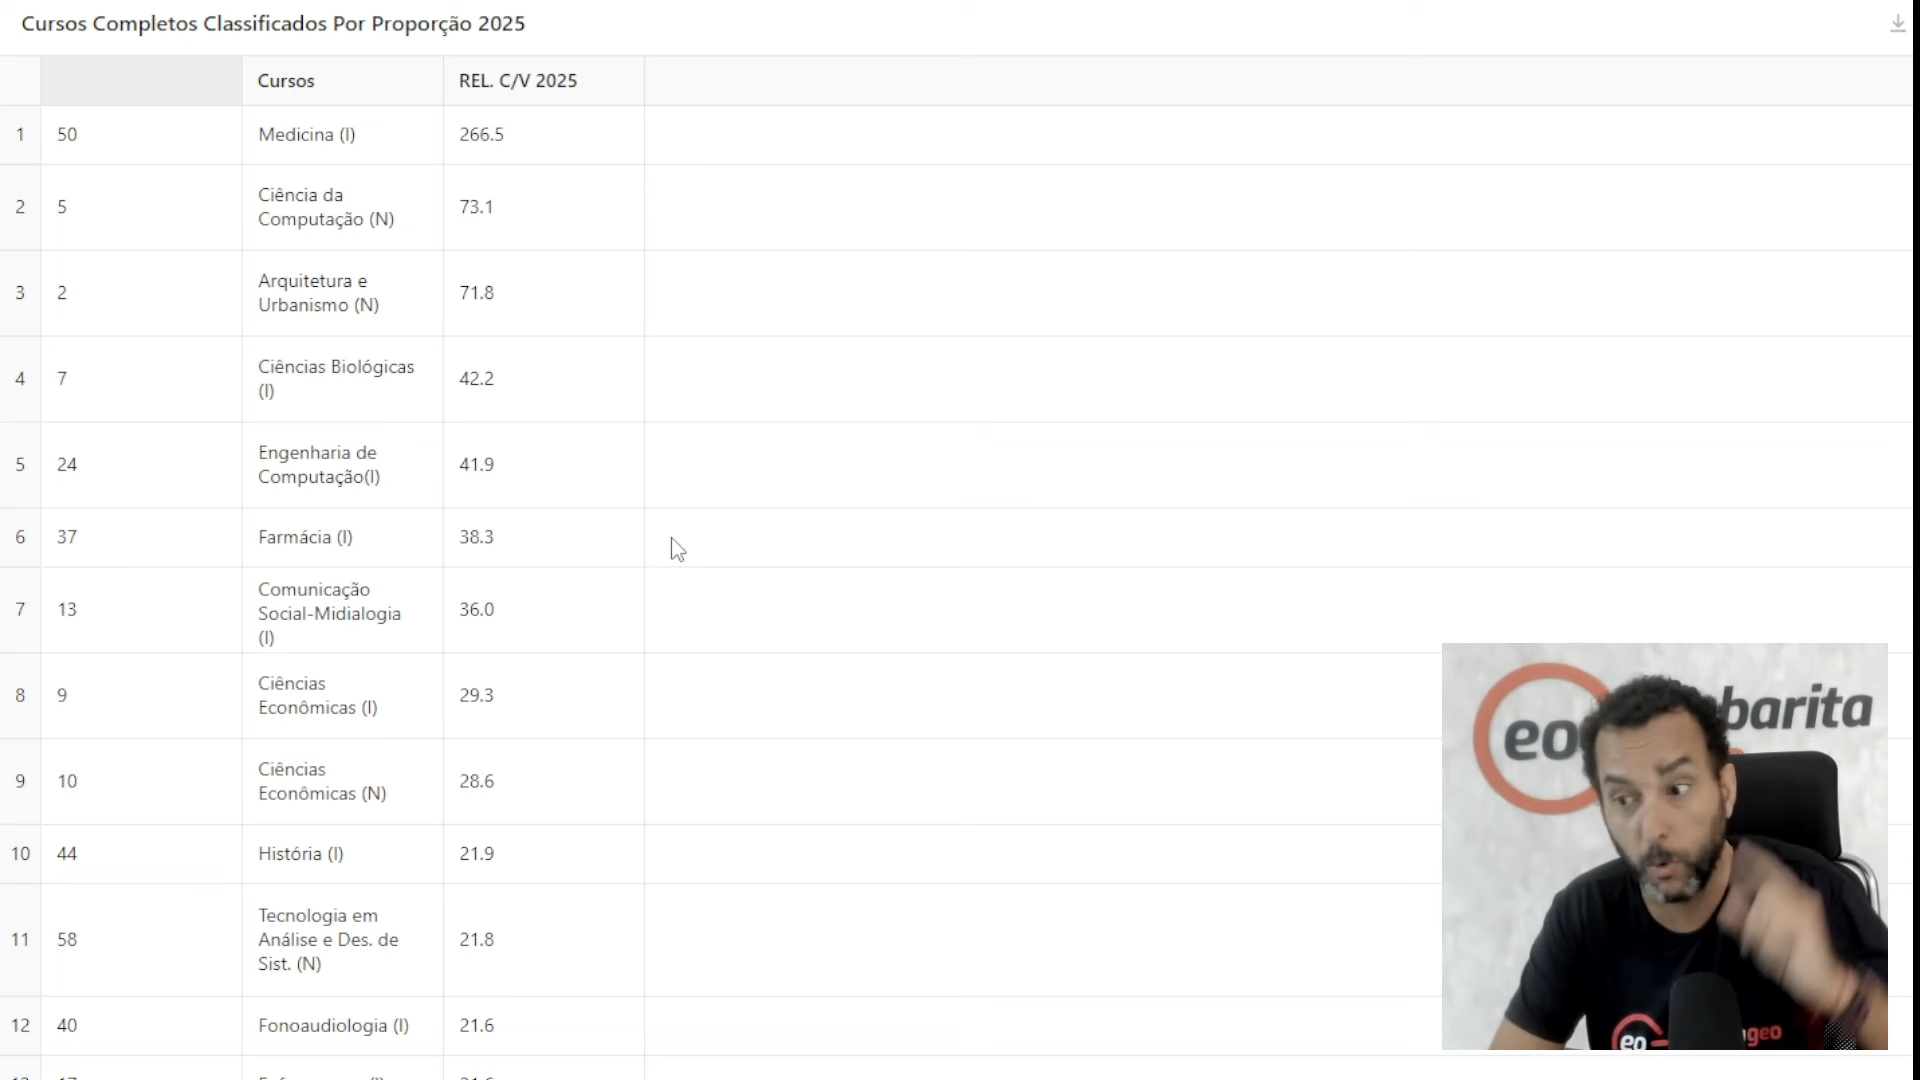 Cursos Completos Classificados Por Proporção 2025
Cursos REL. C/V 2025
1 50 Medicina (I) 266.5
2 5 Ciência da
Computação (N) 73.1
3 2 Arquitetura e
Urbanismo (N) 71.8
4 7 Ciências Biológicas
(I) 42.2
5 24 Engenharia de
Computação(I) 41.9
6 37 Farmácia (I) 38.3
7 13 Comunicação
Social-Midialogia
(I) 36.0
8 9 Ciências
Econômicas (I) 29.3
9 10 Ciências
Econômicas (N) 28.6
10 44 História (I) 21.9
11 58 Tecnologia em
Análise e Des. de
Sist. (N) 21.8
12 40 Fonoaudiologia (I) 21.6
eo barita
eo geo